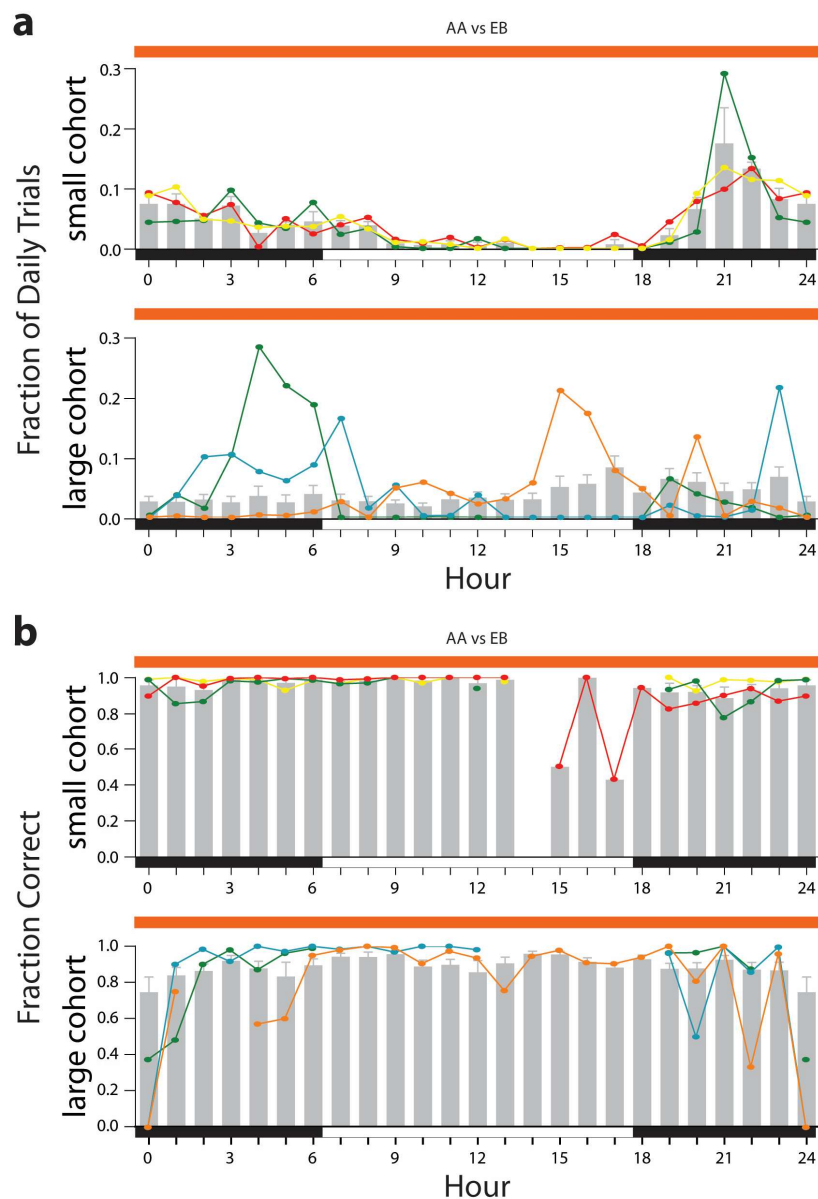 a
AA vs EB
Fraction of Daily Trials
small cohort
0.3
0.2
0.1
0.0
0 3 6 9 12 15 18 21 24
large cohort
0.3
0.2
0.1
0.0
0 3 6 9 12 15 18 21 24
Hour
b
AA vs EB
Fraction Correct
small cohort
1.0
0.8
0.6
0.4
0.2
0.0
0 3 6 9 12 15 18 21 24
large cohort
1.0
0.8
0.6
0.4
0.2
0.0
0 3 6 9 12 15 18 21 24
Hour